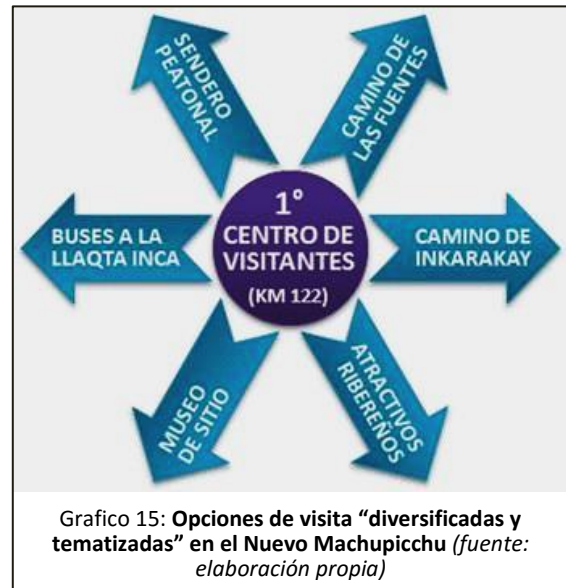 SENDERO
PEATONAL
CAMINO DE
LAS FUENTES
BUSES A LA
LLAQTA INCA
1°
CENTRO DE
VISITANTES
(KM 122)
CAMINO DE
INKARAKAY
MUSEO
DE SITIO
ATRACTIVOS
RIBEREÑOS
Grafico 15: Opciones de visita “diversificadas y
tematizadas” en el Nuevo Machupicchu (fuente:
elaboración propia)